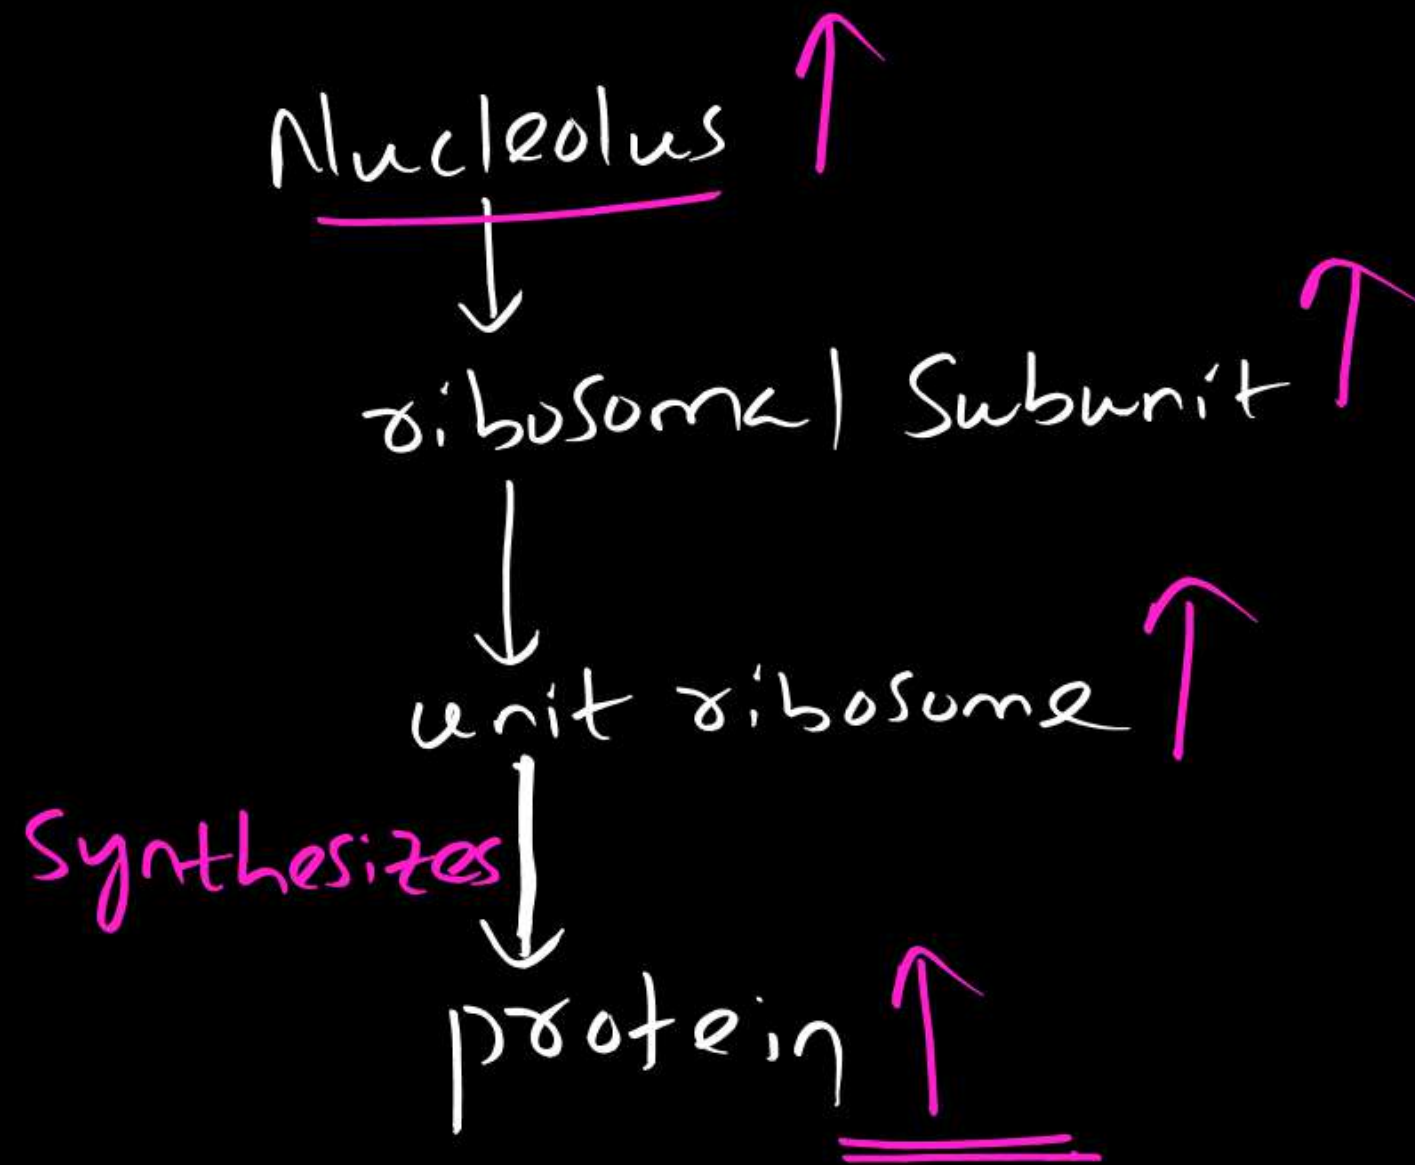 Nucleolus ↑
↓
ribosomal Subunit ↑
↓
unit ribosome ↑
Synthesizes ↓
protein ↑